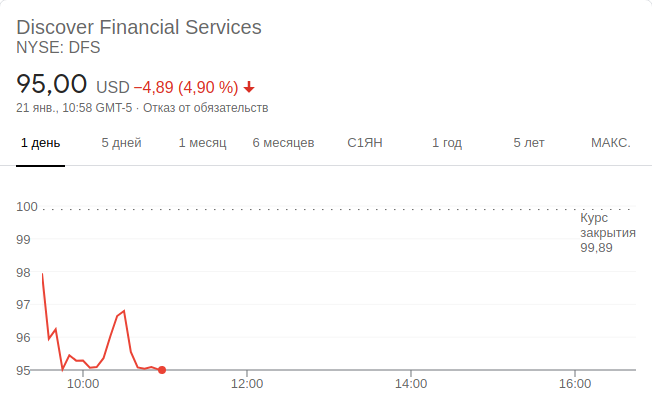 Discover Financial Services
NYSE: DFS
95,00 USD −4,89 (4,90 %)
21 янв., 10:58 GMT-5 · Отказ от обязательств
1 день 5 дней 1 месяц 6 месяцев С1ЯН 1 год 5 лет МАКС.
100
Курс
закрытия
99,89
99
98
97
96
95
10:00 12:00 14:00 16:00